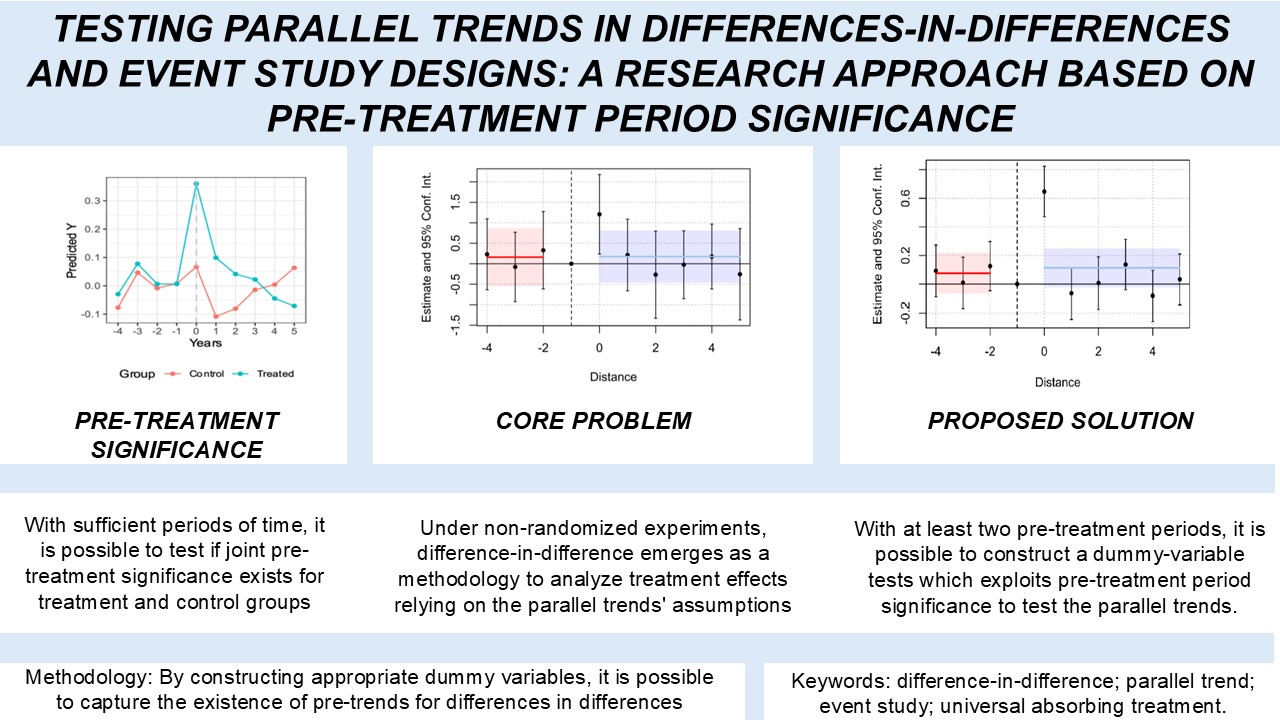 TESTING PARALLEL TRENDS IN DIFFERENCES-IN-DIFFERENCES
AND EVENT STUDY DESIGNS: A RESEARCH APPROACH BASED ON
PRE-TREATMENT PERIOD SIGNIFICANCE
Predicted Y
0.3
0.2
0.1
0.0
-0.1
-4 -3 -2 -1 0 1 2 3 4 5
Years
Group Control Treated
PRE-TREATMENT
SIGNIFICANCE
Estimate and 95% Conf. Int.
1.5
0.5
-0.5
-1.5
-4 -2 0 2 4
Distance
CORE PROBLEM
Estimate and 95% Conf. Int.
0.6
0.2
-0.2
-4 -2 0 2 4
Distance
PROPOSED SOLUTION
With sufficient periods of time, it
is possible to test if joint pre-
treatment significance exists for
treatment and control groups
Under non-randomized experiments,
difference-in-difference emerges as a
methodology to analyze treatment effects
relying on the parallel trends' assumptions
With at least two pre-treatment periods, it is
possible to construct a dummy-variable
tests which exploits pre-treatment period
significance to test the parallel trends.
Methodology: By constructing appropriate dummy variables, it is possible
to capture the existence of pre-trends for differences in differences
Keywords: difference-in-difference; parallel trend;
event study; universal absorbing treatment.